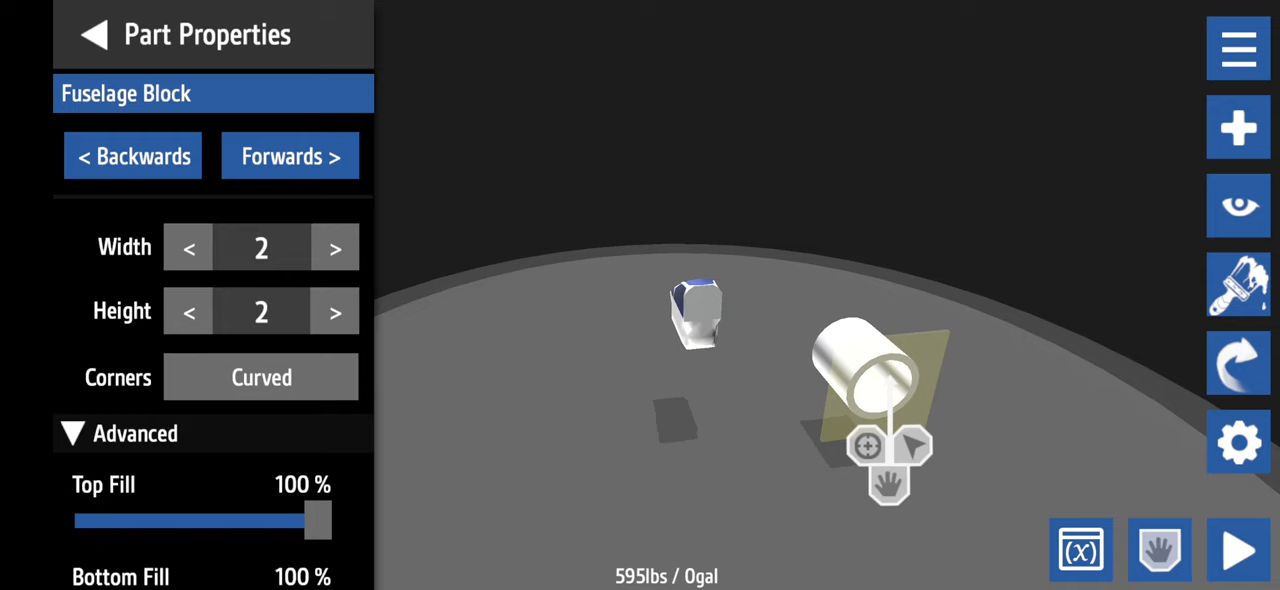 Part Properties
Fuselage Block
< Backwards
Forwards >
Width < 2 >
Height < 2 >
Corners Curved
Advanced
Top Fill 100 %
Bottom Fill 100 %
595lbs / 0gal
(x)